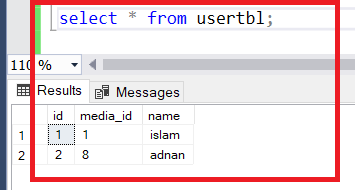 select * from usertbl;
110 %
Results Messages
id media_id name
1 1 1 islam
2 2 8 adnan